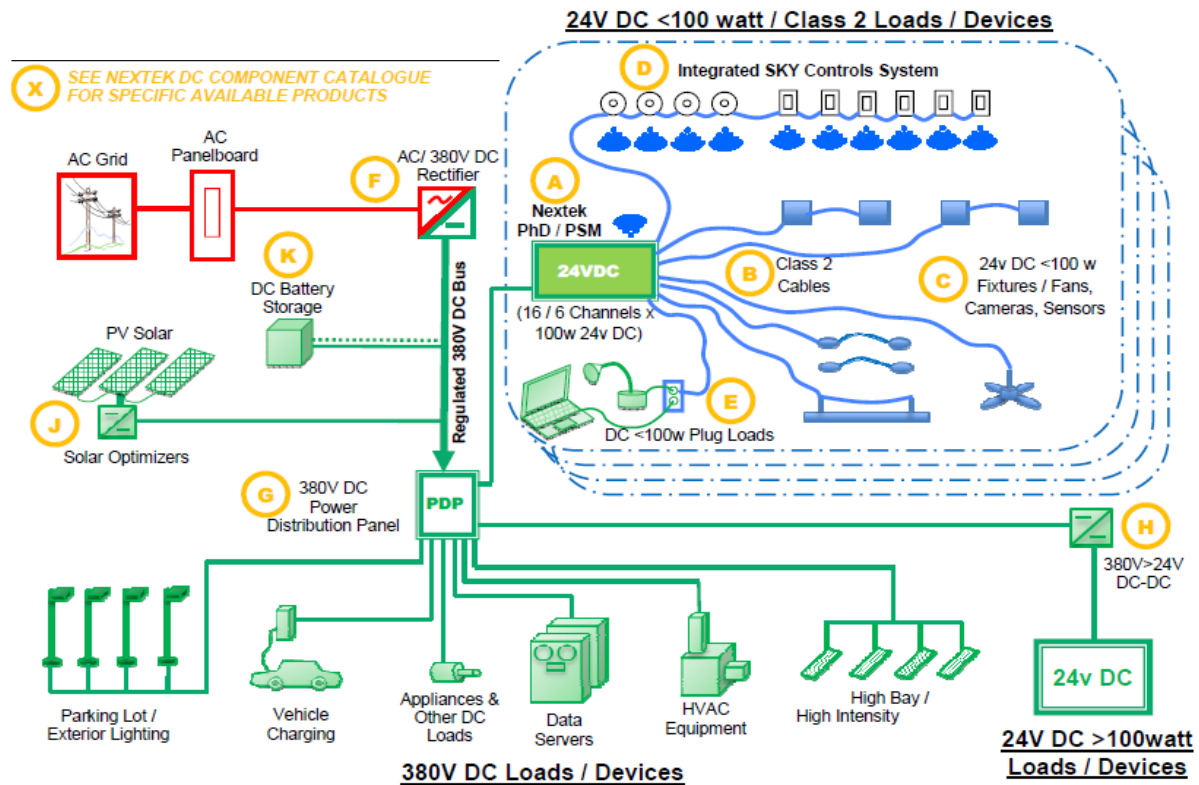 24V DC <100 watt / Class 2 Loads / Devices
X
SEE NEXTEK DC COMPONENT CATALOGUE
FOR SPECIFIC AVAILABLE PRODUCTS
D
Integrated SKY Controls System
AC Grid
AC
Panelboard
F
AC/ 380V DC
Rectifier
A
Nextek
PhD / PSM
24VDC
(16 / 6 Channels x
100w 24v DC)
B
Class 2
Cables
C
24v DC <100 w
Fixtures / Fans,
Cameras, Sensors
K
DC Battery
Storage
Regulated 380V DC Bus
PV Solar
J
Solar Optimizers
E
DC <100w Plug Loads
G
380V DC
Power
Distribution Panel
PDP
H
380V>24V
DC-DC
24v DC
24V DC >100watt
Loads / Devices
Parking Lot /
Exterior Lighting
Vehicle
Charging
Appliances &
Other DC
Loads
Data
Servers
HVAC
Equipment
High Bay /
High Intensity
380V DC Loads / Devices